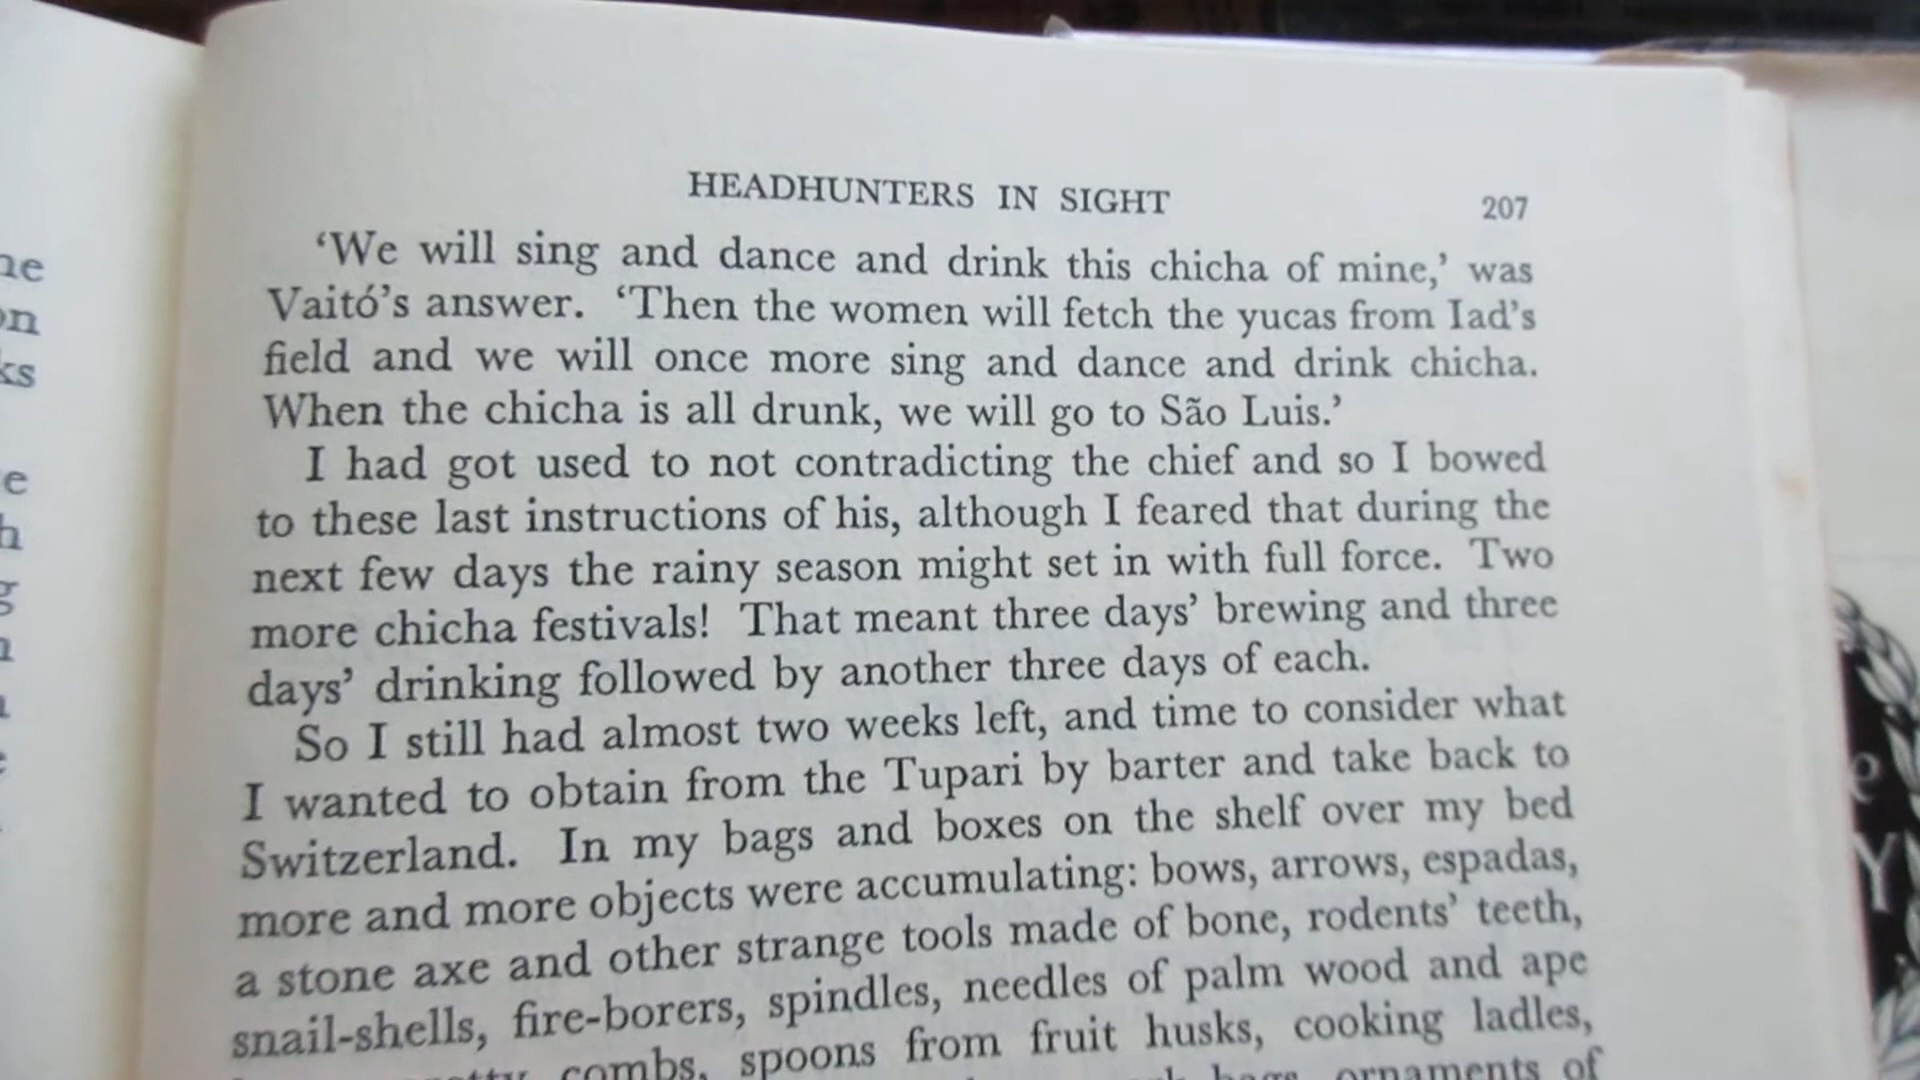 HEADHUNTERS IN SIGHT 207
‘We will sing and dance and drink this chicha of mine,’ was
Vaitó’s answer. ‘Then the women will fetch the yucas from Iad’s
field and we will once more sing and dance and drink chicha.
When the chicha is all drunk, we will go to São Luis.’
I had got used to not contradicting the chief and so I bowed
to these last instructions of his, although I feared that during the
next few days the rainy season might set in with full force. Two
more chicha festivals! That meant three days’ brewing and three
days’ drinking followed by another three days of each.
So I still had almost two weeks left, and time to consider what
I wanted to obtain from the Tupari by barter and take back to
Switzerland. In my bags and boxes on the shelf over my bed
more and more objects were accumulating: bows, arrows, espadas,
a stone axe and other strange tools made of bone, rodents’ teeth,
snail-shells, fire-borers, spindles, needles of palm wood and ape
combs, spoons from fruit husks, cooking ladles,
bags, ornaments of